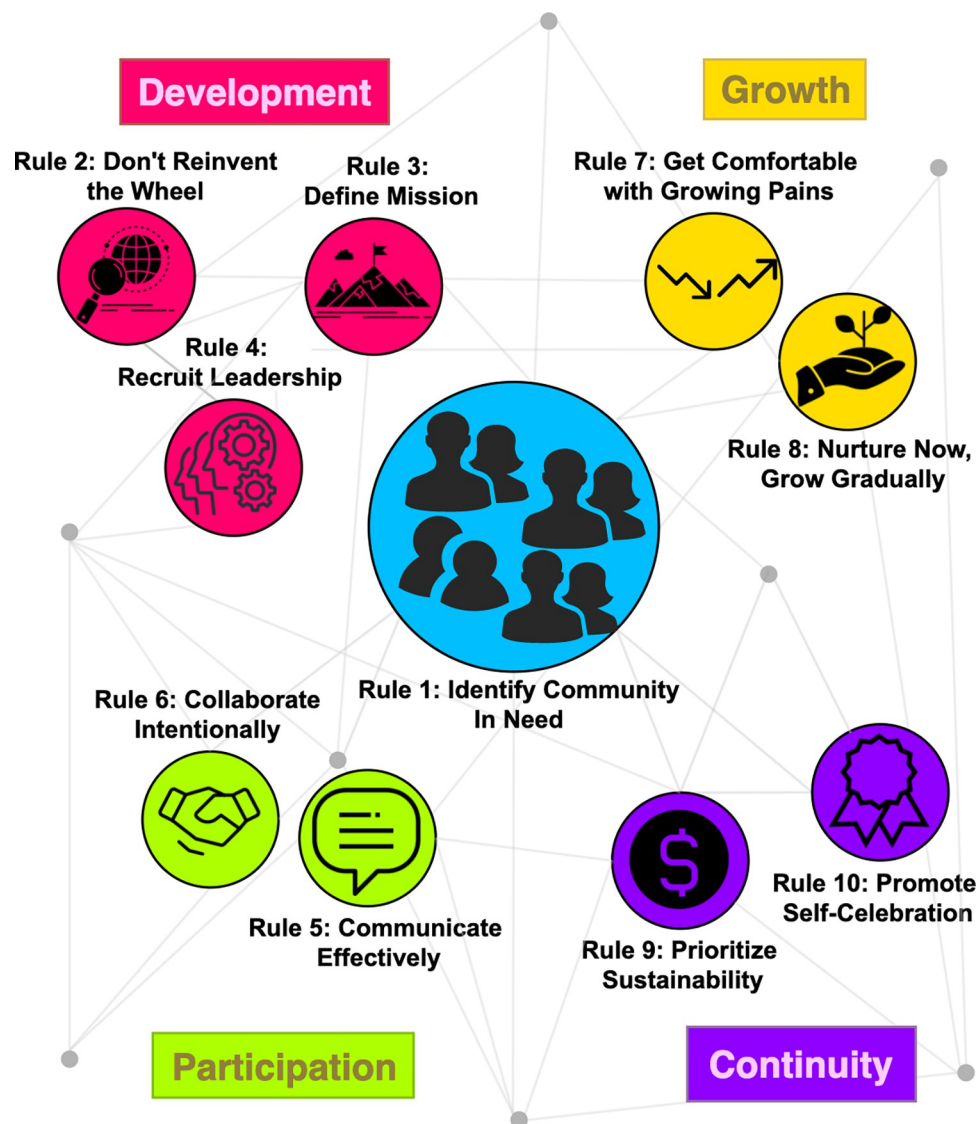 Development
Growth
Rule 2: Don't Reinvent
the Wheel
Rule 3:
Define Mission
Rule 7: Get Comfortable
with Growing Pains
Rule 4:
Recruit Leadership
Rule 8: Nurture Now,
Grow Gradually
Rule 1: Identify Community
In Need
Rule 6: Collaborate
Intentionally
$
Rule 5: Communicate
Effectively
Rule 9: Prioritize
Sustainability
Rule 10: Promote
Self-Celebration
Participation
Continuity